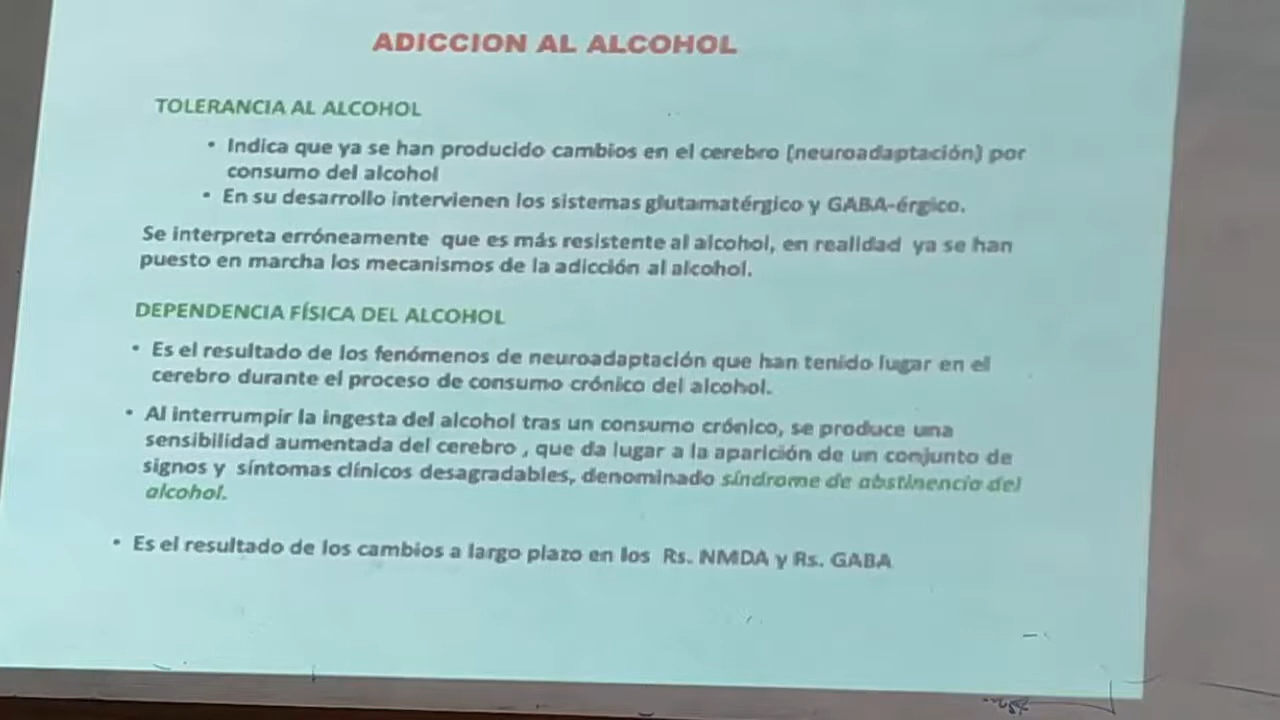 ADICCION AL ALCOHOL
TOLERANCIA AL ALCOHOL
• Indica que ya se han producido cambios en el cerebro (neuroadaptación) por
consumo del alcohol
• En su desarrollo intervienen los sistemas glutamatérgico y GABA-érgico.
Se interpreta erróneamente que es más resistente al alcohol, en realidad ya se han
puesto en marcha los mecanismos de la adicción al alcohol.
DEPENDENCIA FÍSICA DEL ALCOHOL
• Es el resultado de los fenómenos de neuroadaptación que han tenido lugar en el
cerebro durante el proceso de consumo crónico del alcohol.
• Al interrumpir la ingesta del alcohol tras un consumo crónico, se produce una
sensibilidad aumentada del cerebro , que da lugar a la aparición de un conjunto de
signos y síntomas clínicos desagradables, denominado síndrome de abstinencia del
alcohol.
• Es el resultado de los cambios a largo plazo en los Rs. NMDA y Rs. GABA